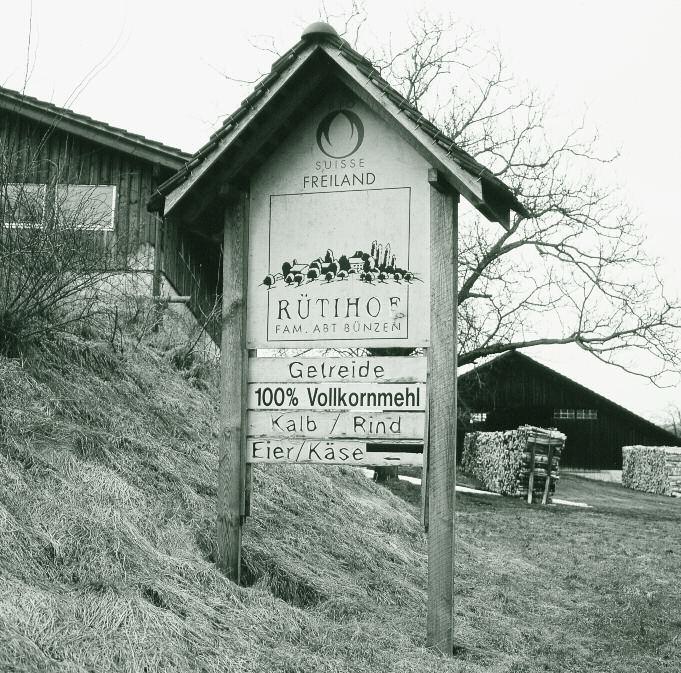 SUISSE
FREILAND
RÜTIHOF
FAM. ABT BÜNZEN
Getreide
100% Vollkornmehl
Kalb / Rind
Eier/Käse ←